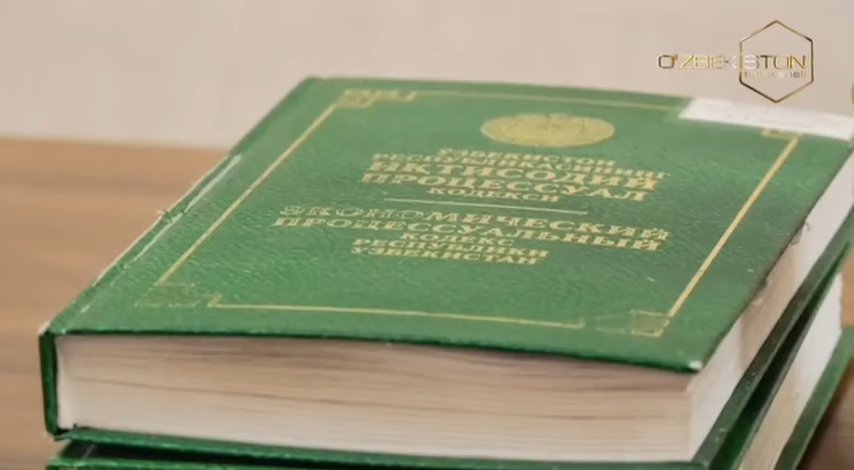 O'ZBEKISTON
ЎЗБЕКИСТОН
РЕСПУБЛИКАСИНИНГ
ИҚТИСОДИЙ
ПРОЦЕССУАЛ
КОДЕКСИ
ЭКОНОМИЧЕСКИЙ
ПРОЦЕССУАЛЬНЫЙ
КОДЕКС
РЕСПУБЛИКИ
УЗБЕКИСТАН